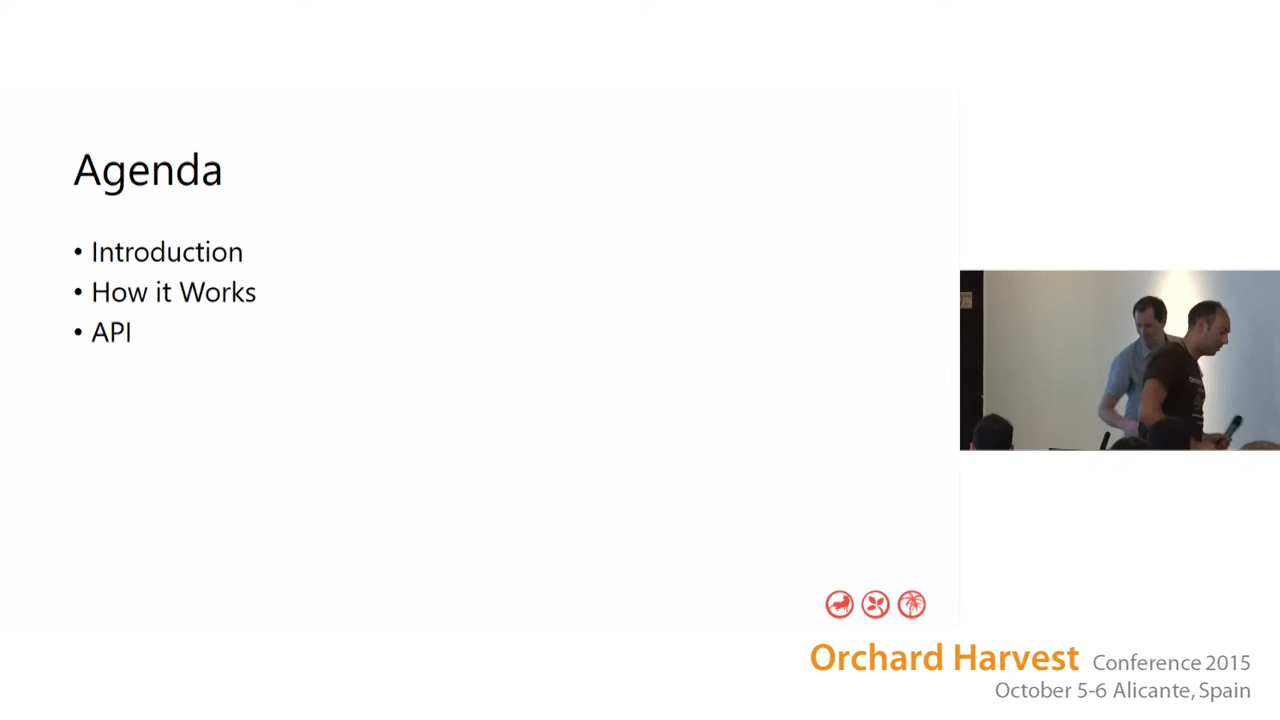 Agenda
• Introduction
• How it Works
• API
Orchard Harvest Conference 2015
October 5-6 Alicante, Spain